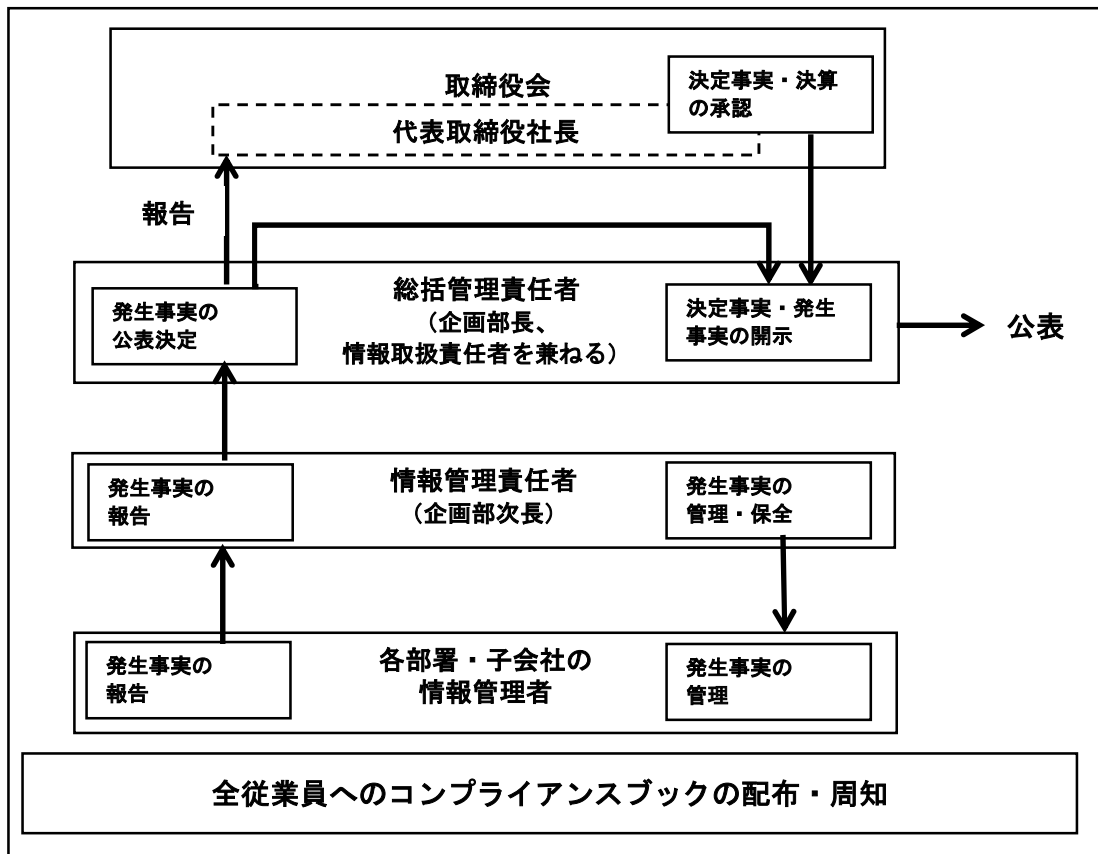 取締役会
代表取締役社長
決定事実・決算
の承認
報告
発生事実の
公表決定
総括管理責任者
（企画部長、
情報取扱責任者を兼ねる）
決定事実・発生
事実の開示
公表
発生事実の
報告
情報管理責任者
（企画部次長）
発生事実の
管理・保全
発生事実の
報告
各部署・子会社の
情報管理者
発生事実の
管理
全従業員へのコンプライアンスブックの配布・周知